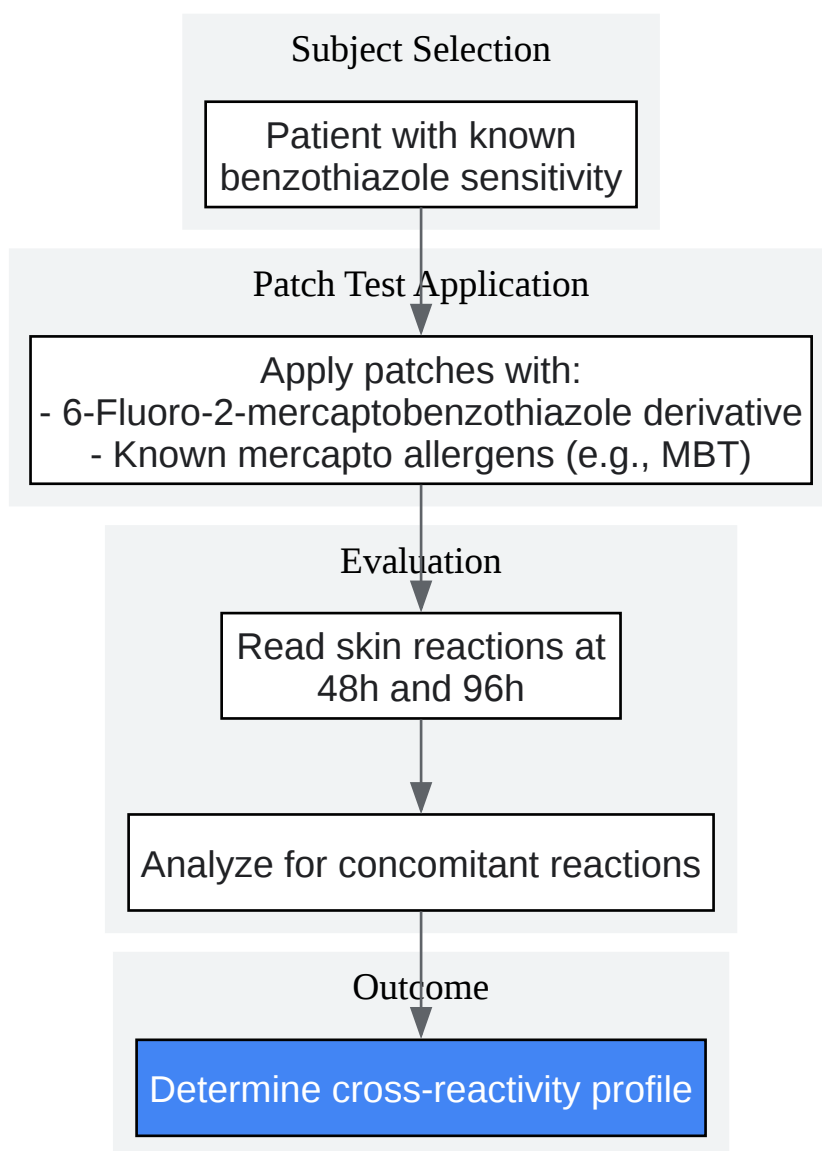 Subject Selection
Patient with known
benzothiazole sensitivity
Patch Test Application
Apply patches with:
- 6-Fluoro-2-mercaptobenzothiazole derivative
- Known mercapto allergens (e.g., MBT)
Evaluation
Read skin reactions at
48h and 96h
Analyze for concomitant reactions
Outcome
Determine cross-reactivity profile